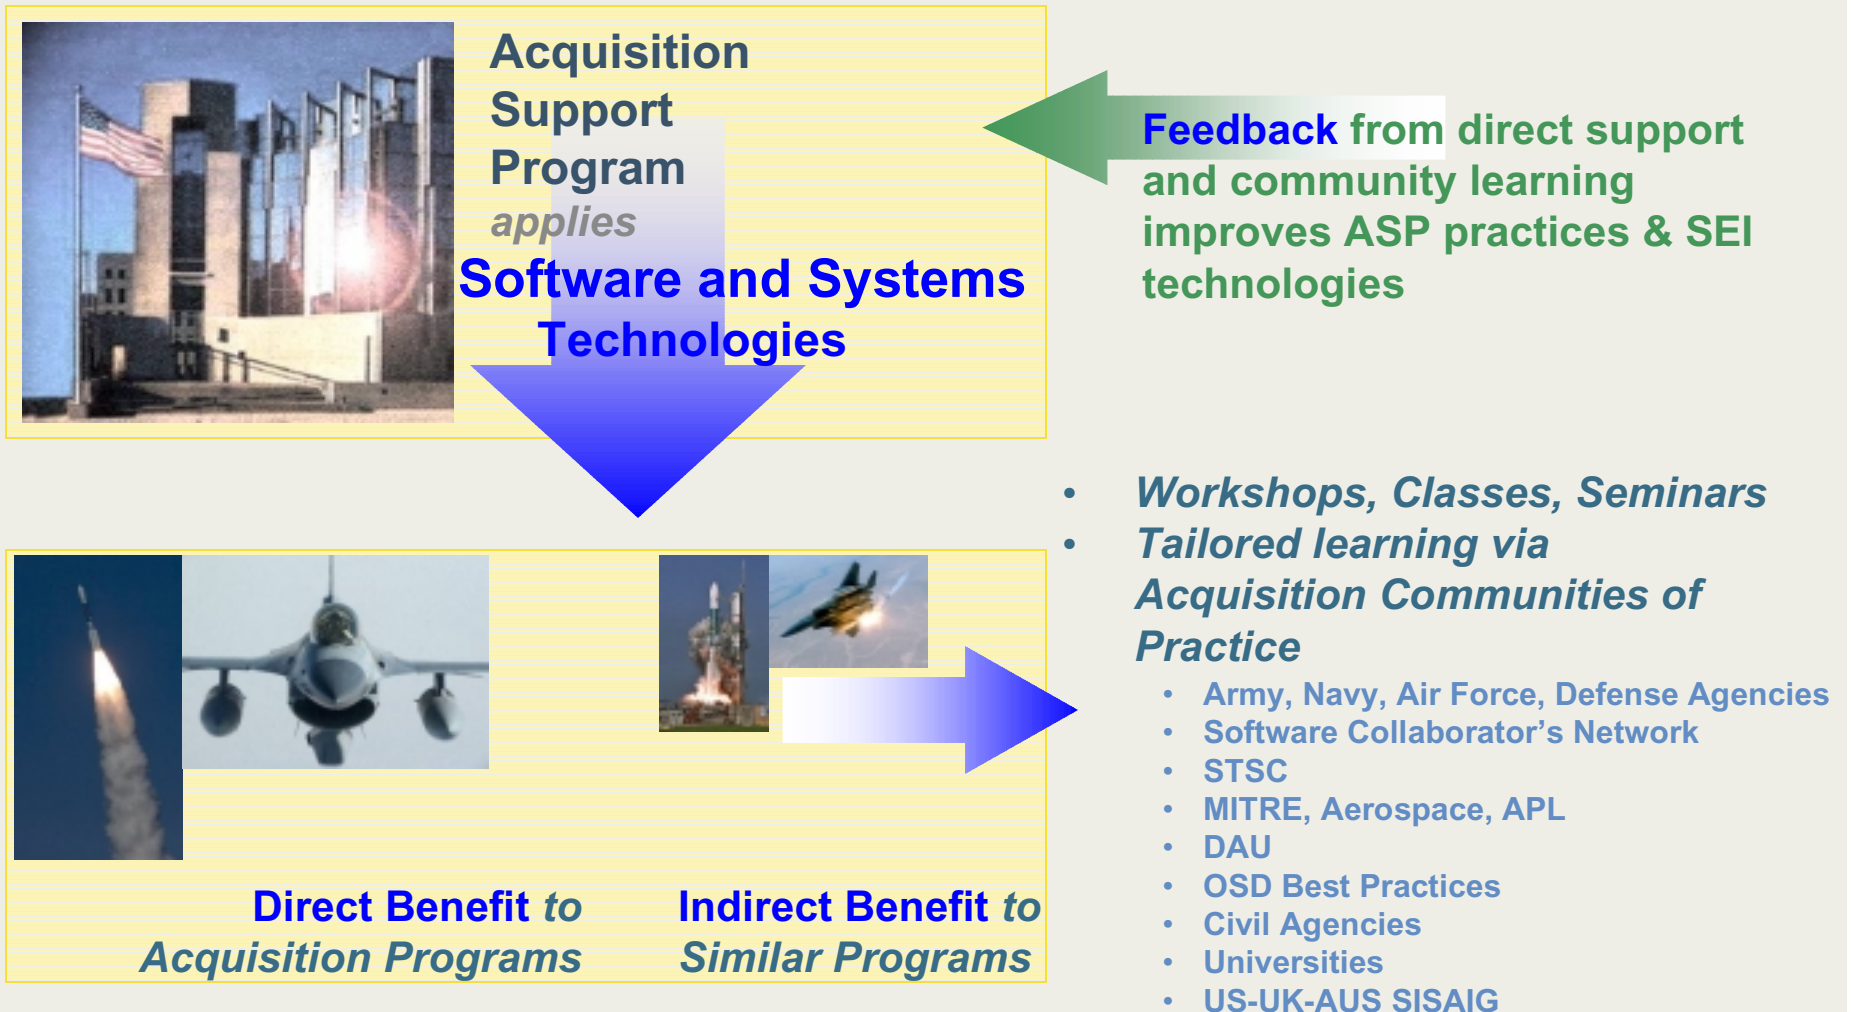 Acquisition
Support
Program
applies
Software and Systems
Technologies
Feedback from direct support
and community learning
improves ASP practices & SEI
technologies
• Workshops, Classes, Seminars
• Tailored learning via
Acquisition Communities of
Practice
• Army, Navy, Air Force, Defense Agencies
• Software Collaborator’s Network
• STSC
• MITRE, Aerospace, APL
• DAU
• OSD Best Practices
• Civil Agencies
• Universities
• US-UK-AUS SISAIG
Direct Benefit to
Acquisition Programs
Indirect Benefit to
Similar Programs